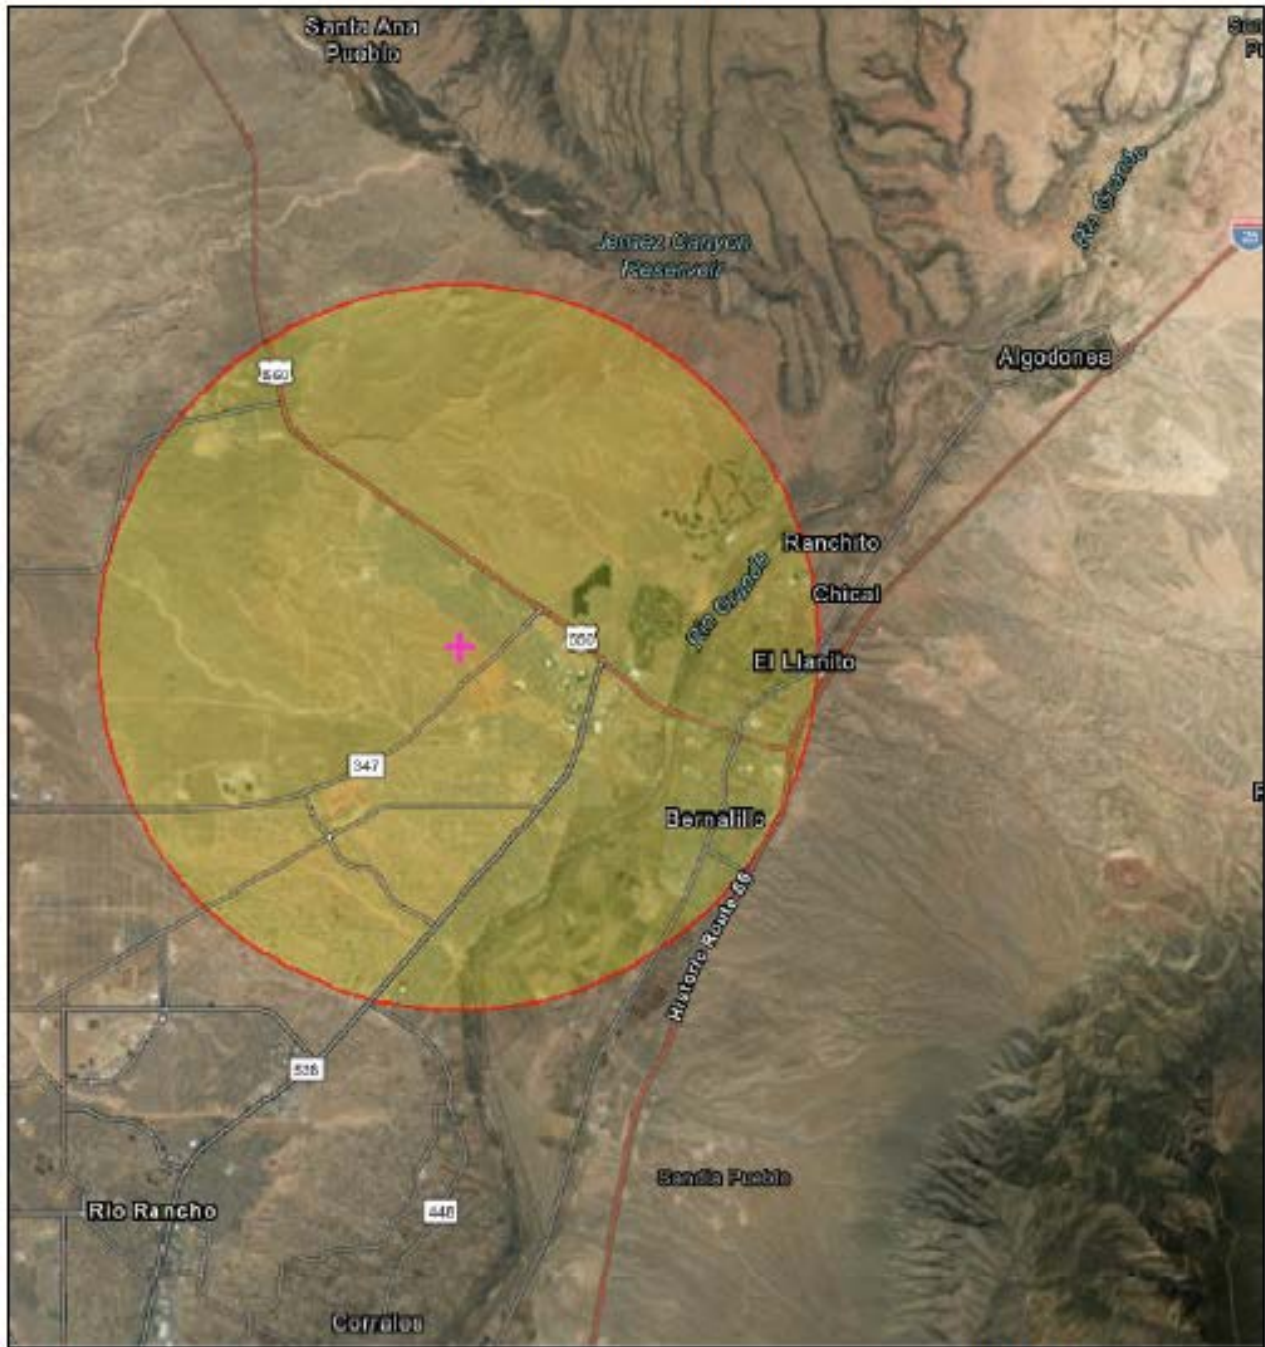 Santa Ana
Pueblo
Rio Grande
Jemez Canyon
Reservoir
Algodones
Ranchito
Chical
Rio Grande
550
El Llanito
347
Bernalillo
Historic Route 66
528
Sandia Pueblo
Rio Rancho
448
Corrales